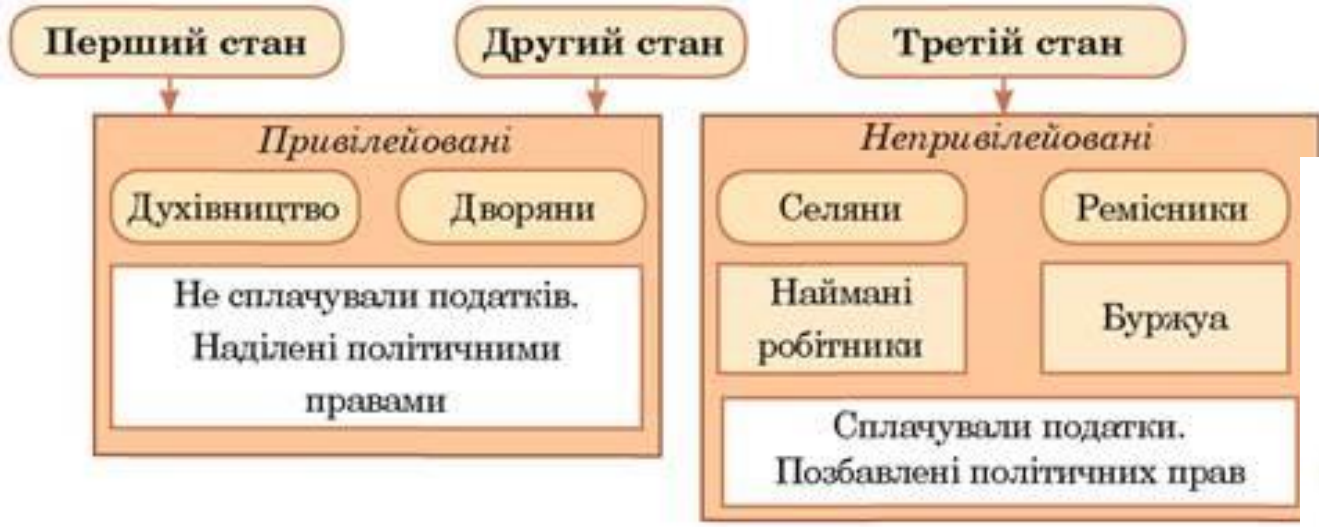 Перший стан
Другий стан
Третій стан
Привілейовані
Духівництво
Дворяни
Не сплачували податків.
Наділені політичними
правами
Непривілейовані
Селяни
Ремісники
Наймані
робітники
Буржуа
Сплачували податки.
Позбавлені політичних прав